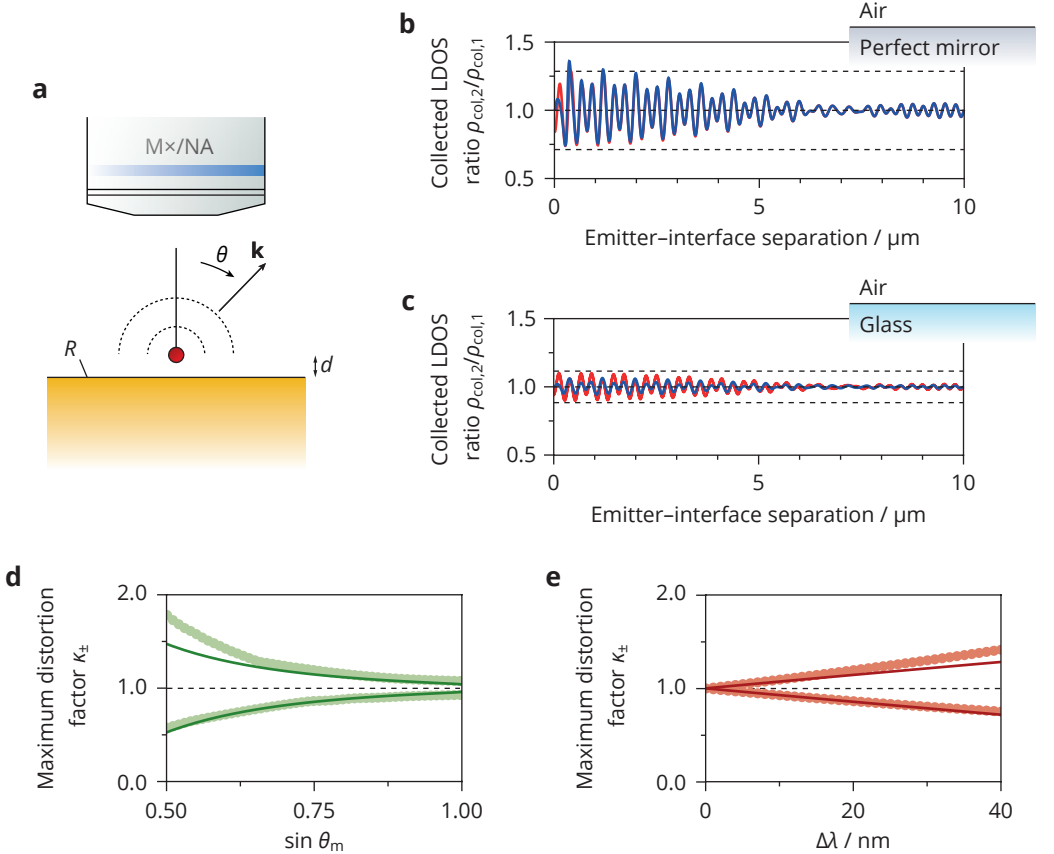 a
M×/NA
θ
k
R
d
b
Air
Perfect mirror
Collected LDOS
ratio ρcol,2/ρcol,1
1.5
1.0
0.5
0
5
10
Emitter–interface separation / µm
c
Air
Glass
Collected LDOS
ratio ρcol,2/ρcol,1
1.5
1.0
0.5
0
5
10
Emitter–interface separation / µm
d
Maximum distortion
factor κ±
2.0
1.0
0.0
0.50
0.75
1.00
sin θm
e
Maximum distortion
factor κ±
2.0
1.0
0.0
0
20
40
Δλ / nm